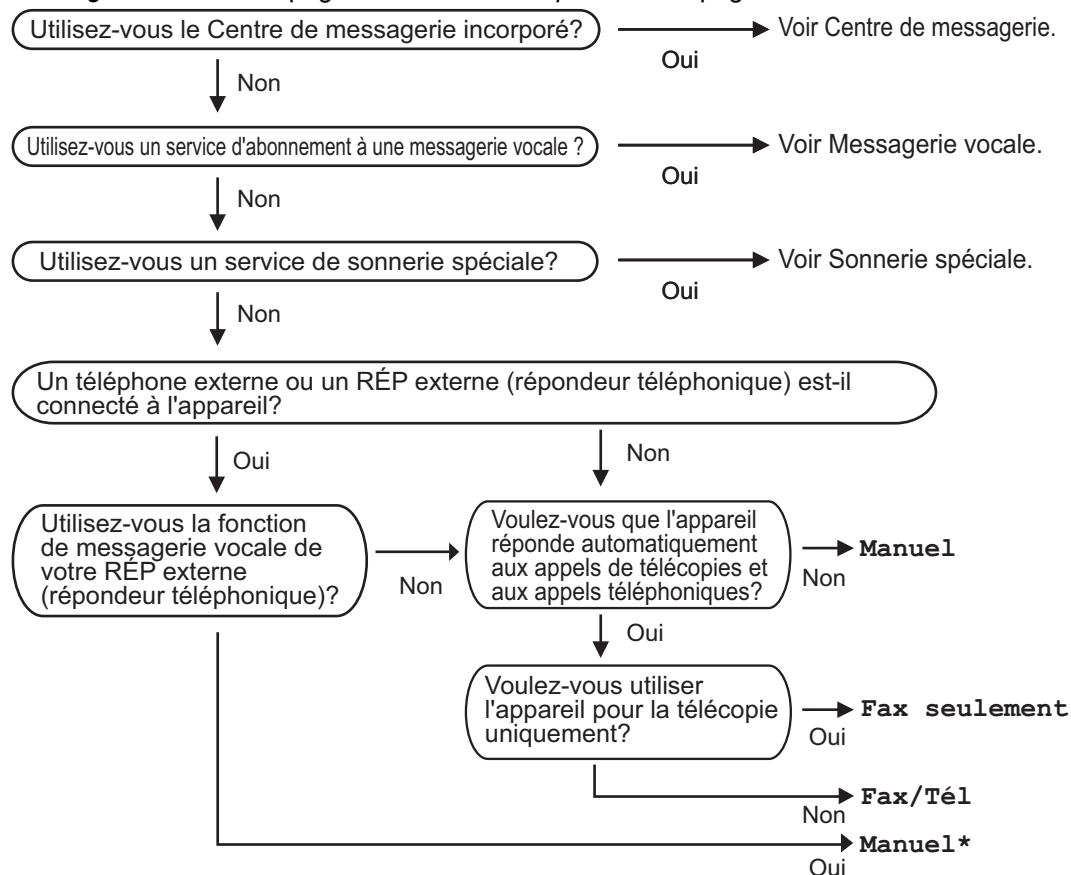 Utilisez-vous le Centre de messagerie incorporé?
Voir Centre de messagerie.
Oui
Non
Utilisez-vous un service d'abonnement à une messagerie vocale ?
Voir Messagerie vocale.
Oui
Non
Utilisez-vous un service de sonnerie spéciale?
Voir Sonnerie spéciale.
Oui
Non
Un téléphone externe ou un RÉP externe (répondeur téléphonique) est-il
connecté à l'appareil?
Oui
Non
Utilisez-vous la fonction
de messagerie vocale de
votre RÉP externe
(répondeur téléphonique)?
Non
Voulez-vous que l'appareil
réponde automatiquement
aux appels de télécopies et
aux appels téléphoniques?
Manuel
Non
Oui
Voulez-vous utiliser
l'appareil pour la télécopie
uniquement?
Fax seulement
Oui
Fax/Tél
Non
Manuel*
Oui